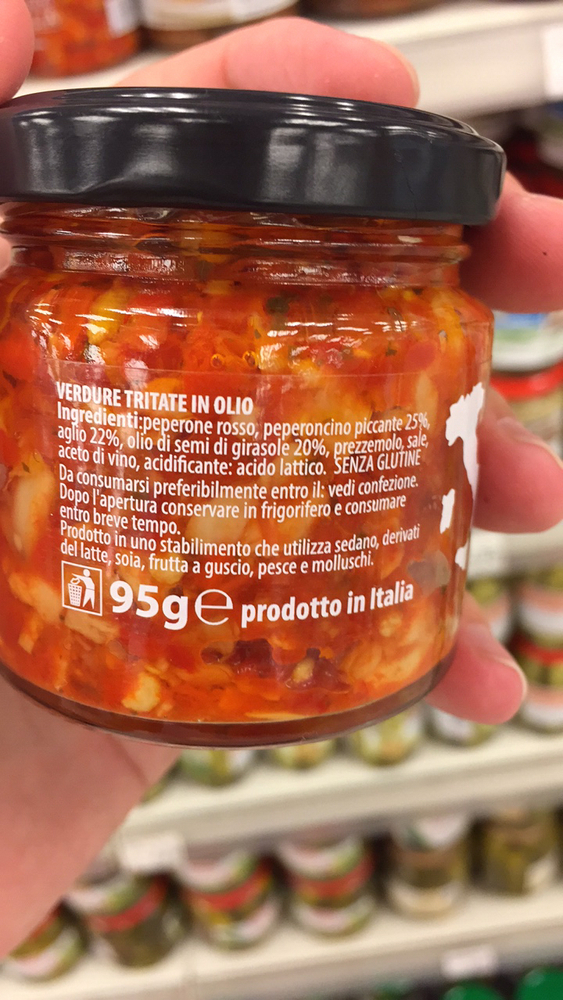 VERDURE TRITATE IN OLIO
Ingredienti:peperone rosso, peperoncino piccante 25%,
aglio 22%, olio di semi di girasole 20%, prezzemolo, sale,
aceto di vino, acidificante: acido lattico. SENZA GLUTINE
Da consumarsi preferibilmente entro il: vedi confezione.
Dopo l'apertura conservare in frigorifero e consumare
entro breve tempo.
Prodotto in uno stabilimento che utilizza sedano, derivati
del latte, soia, frutta a guscio, pesce e molluschi.
95g e prodotto in Italia